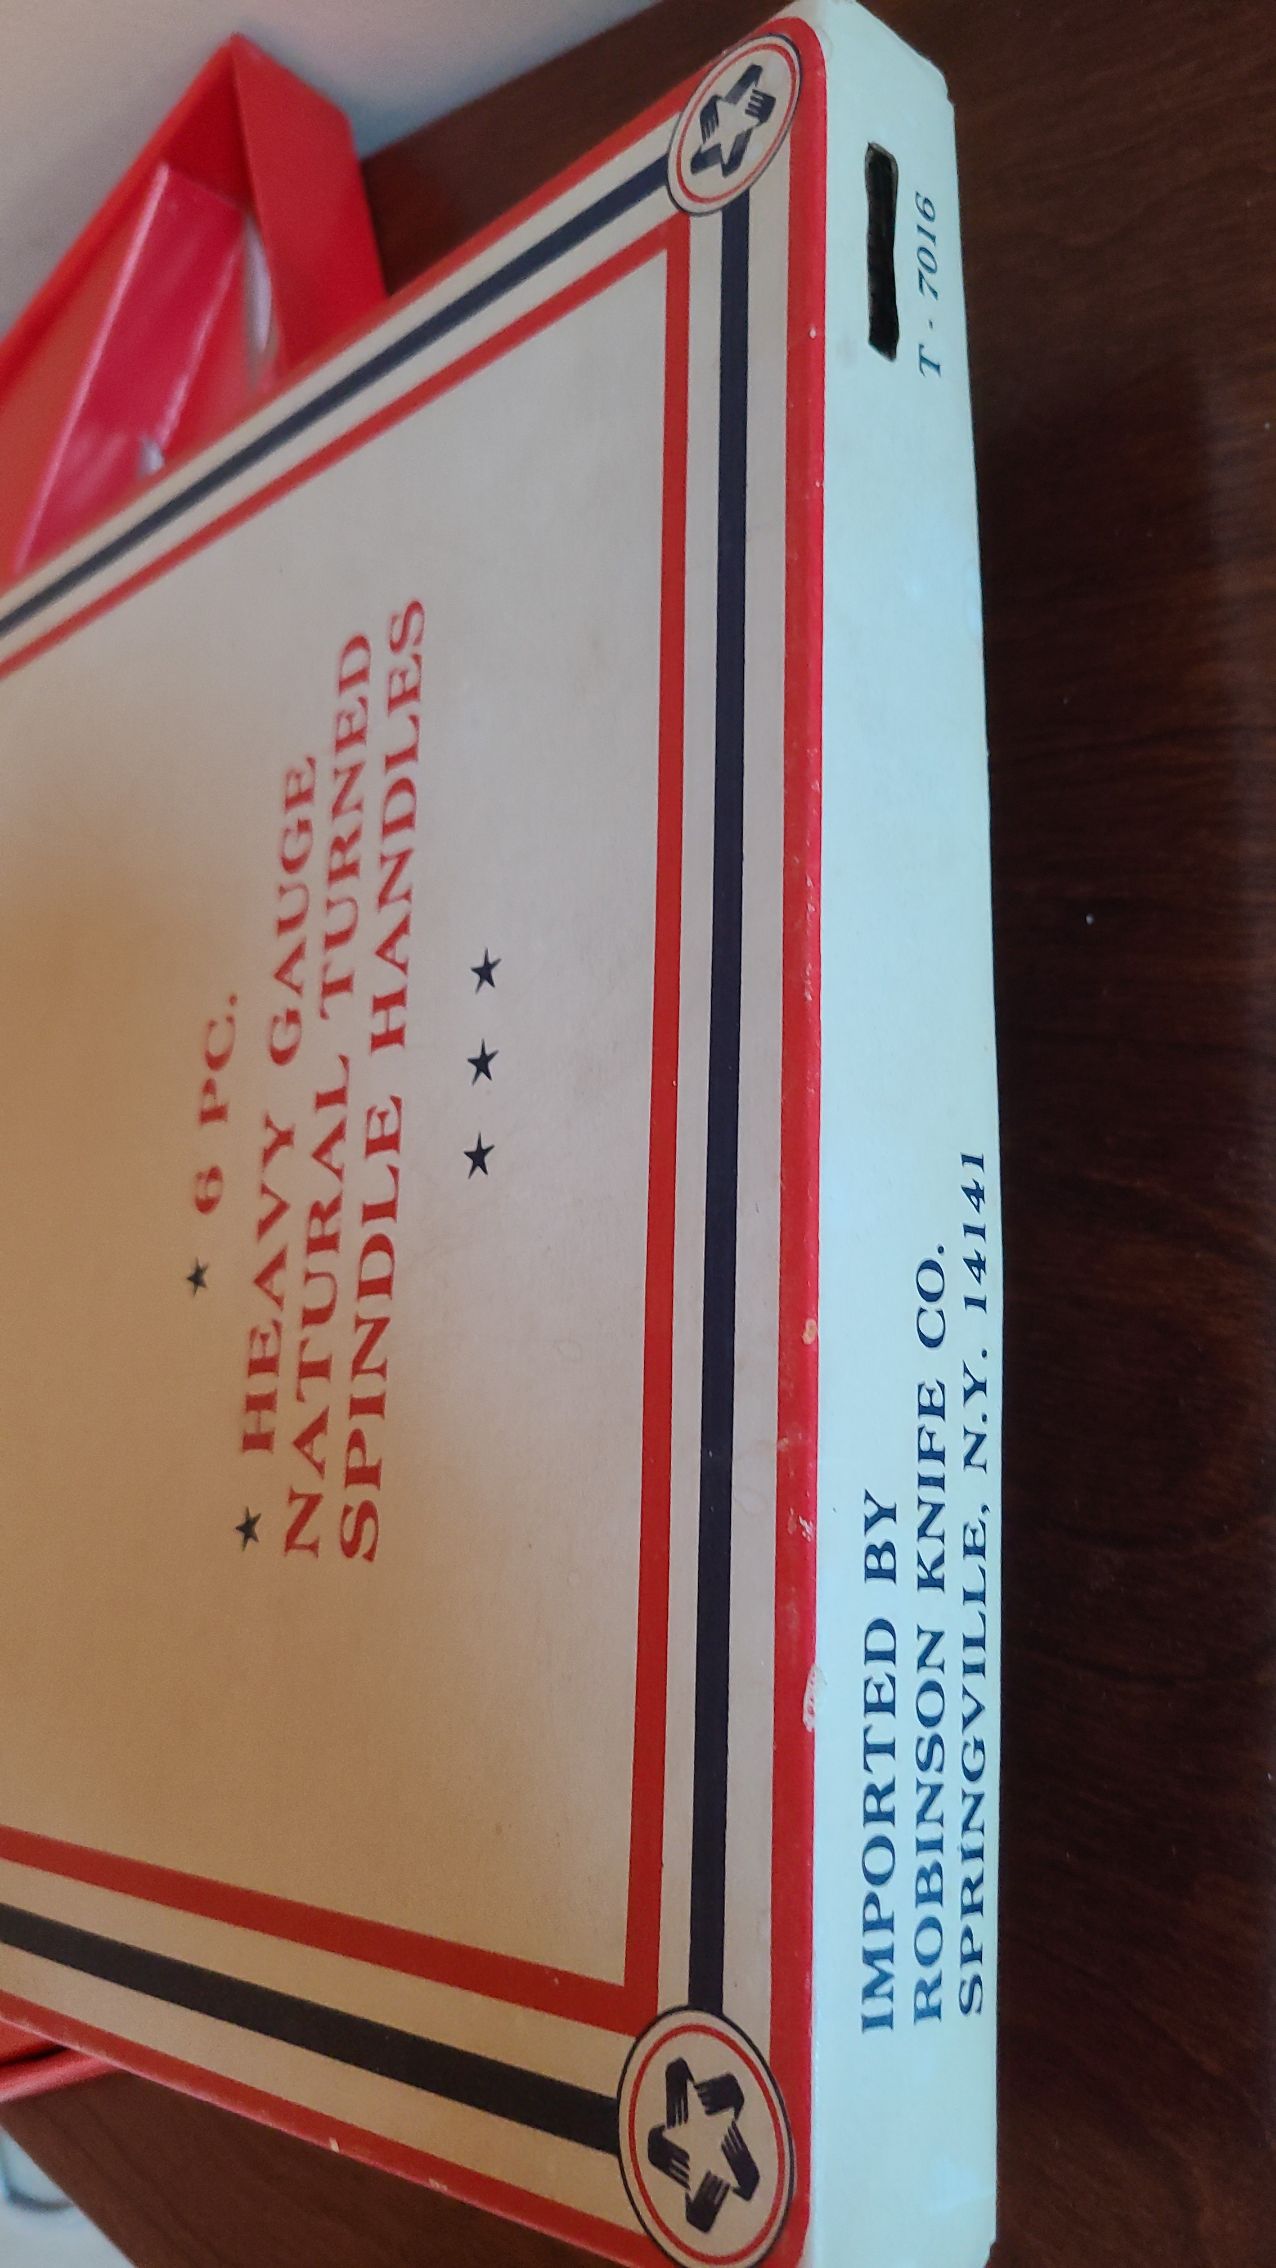 ★ 6 PC.
★ HEAVY GAUGE
NATURAL TURNED
SPINDLE HANDLES
★ ★ ★
IMPORTED BY
ROBINSON KNIFE CO.
SPRINGVILLE, N.Y. 14141
T - 7016